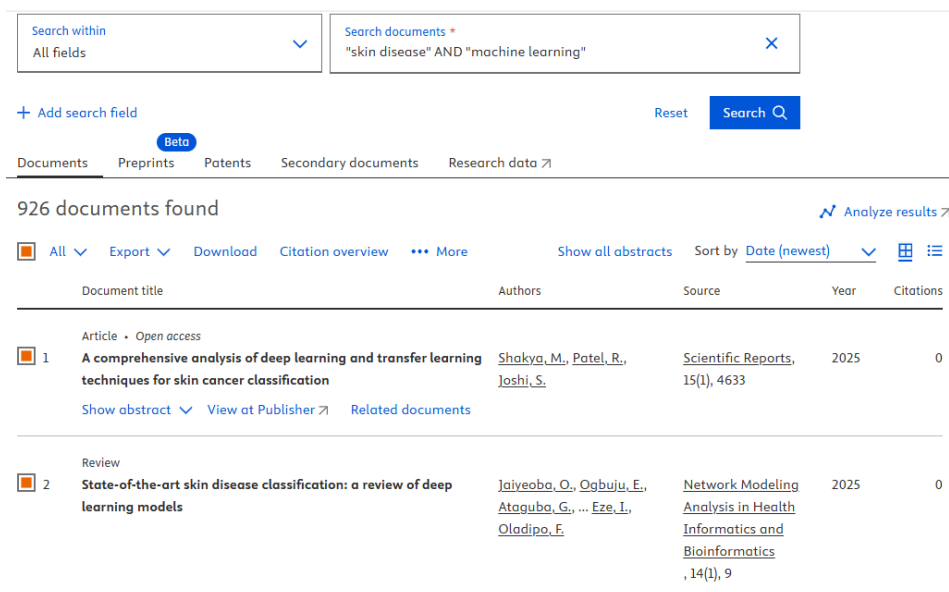 Search within
All fields
Search documents *
"skin disease" AND "machine learning"
+ Add search field
Reset
Search
Beta
Documents
Preprints
Patents
Secondary documents
Research data
926 documents found
Analyze results
All
Export
Download
Citation overview
••• More
Show all abstracts
Sort by Date (newest)
Document title
Authors
Source
Year
Citations
Article • Open access
1
A comprehensive analysis of deep learning and transfer learning
techniques for skin cancer classification
Shakya, M., Patel, R.,
Joshi, S.
Scientific Reports,
15(1), 4633
2025
0
Show abstract
View at Publisher
Related documents
Review
2
State-of-the-art skin disease classification: a review of deep
learning models
Jaiyeoba, O., Ogbuju, E.,
Ataguba, G., ... Eze, I.,
Oladipo, F.
Network Modeling
Analysis in Health
Informatics and
Bioinformatics
, 14(1), 9
2025
0